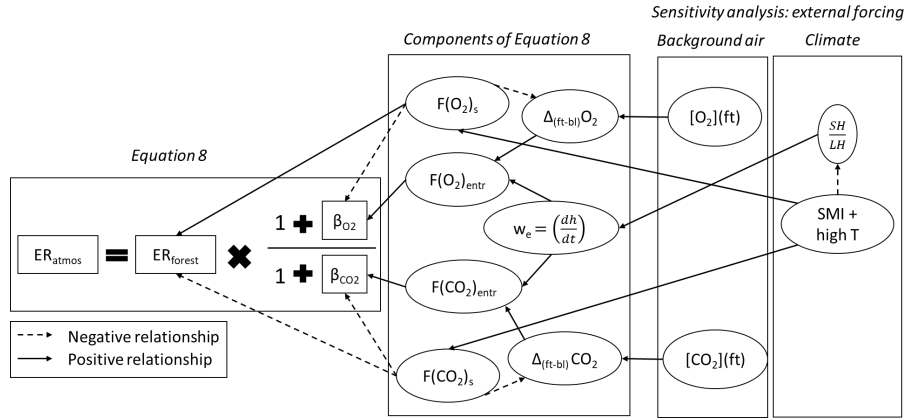 Sensitivity analysis: external forcing
Components of Equation 8
Background air
Climate
F(O₂)ₛ
Δ(ft-bl)O₂
[O₂](ft)
SH
LH
Equation 8
F(O₂)entr
ERatmos = ERforest × 1 + βO2
1 + βCO2
wₑ = (dh/dt)
SMI +
high T
F(CO₂)entr
Negative relationship
Positive relationship
F(CO₂)ₛ
Δ(ft-bl)CO₂
[CO₂](ft)